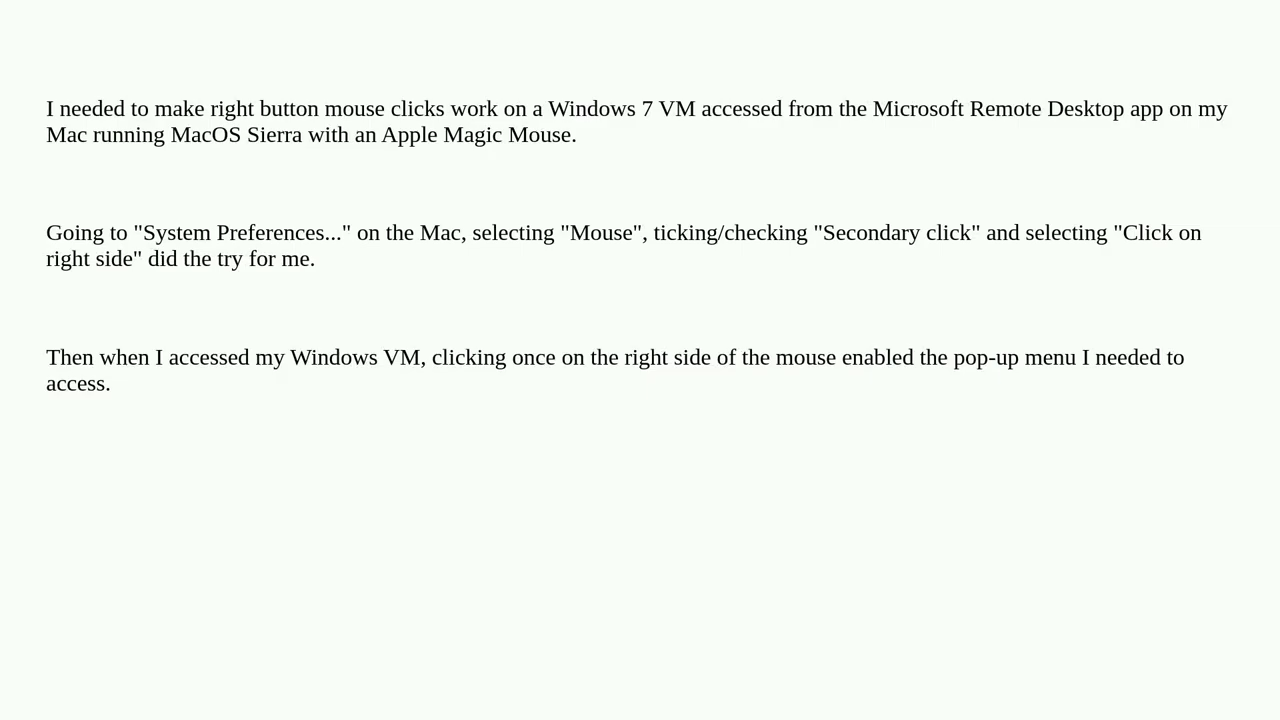 I needed to make right button mouse clicks work on a Windows 7 VM accessed from the Microsoft Remote Desktop app on my
Mac running MacOS Sierra with an Apple Magic Mouse.
Going to "System Preferences..." on the Mac, selecting "Mouse", ticking/checking "Secondary click" and selecting "Click on
right side" did the try for me.
Then when I accessed my Windows VM, clicking once on the right side of the mouse enabled the pop-up menu I needed to
access.